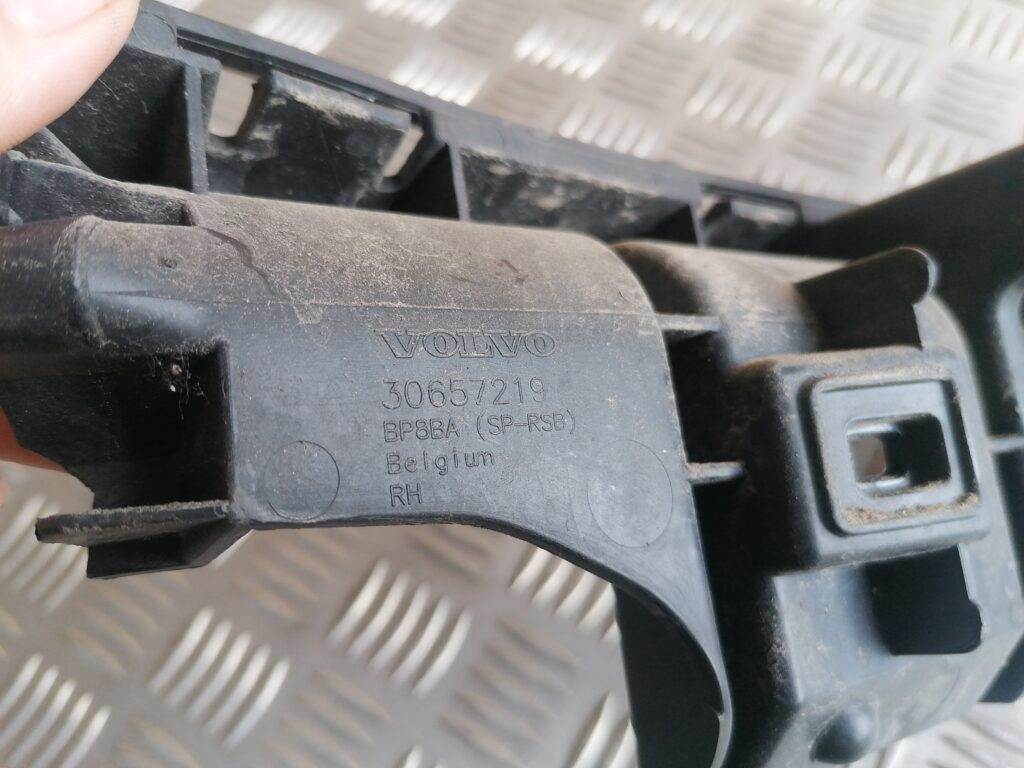 VOLVO
30657219
BP8BA (SP-RSB)
Belgium
RH